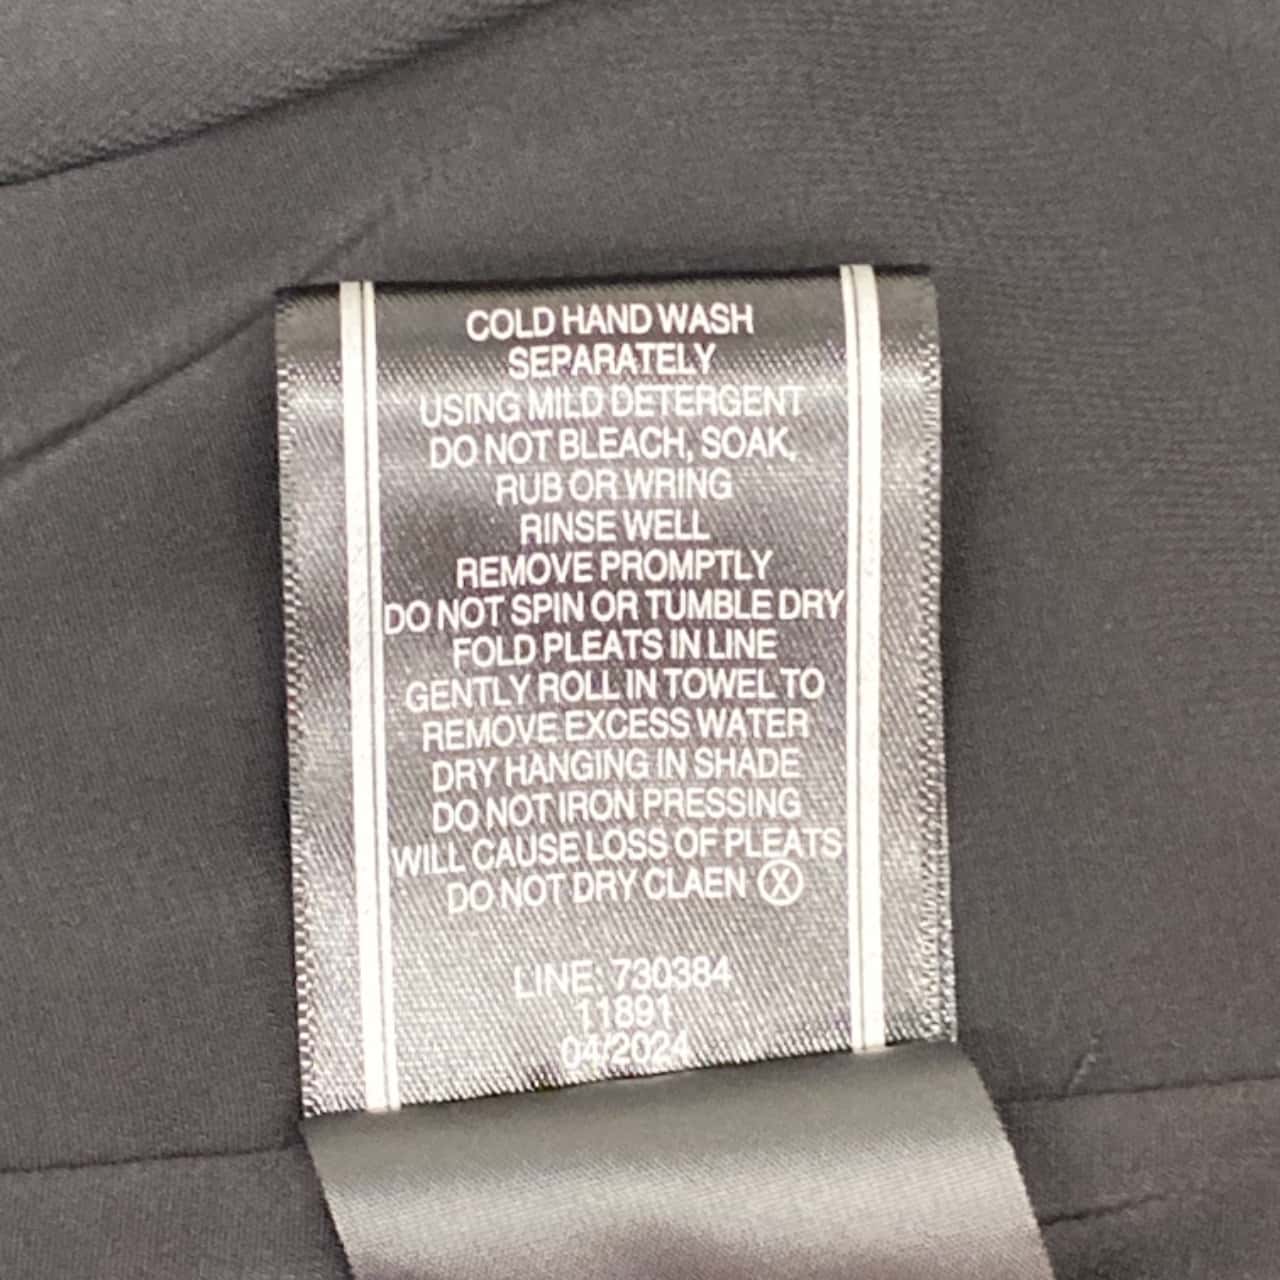 COLD HAND WASH
SEPARATELY
USING MILD DETERGENT
DO NOT BLEACH, SOAK,
RUB OR WRING
RINSE WELL
REMOVE PROMPTLY
DO NOT SPIN OR TUMBLE DRY
FOLD PLEATS IN LINE
GENTLY ROLL IN TOWEL TO
REMOVE EXCESS WATER
DRY HANGING IN SHADE
DO NOT IRON PRESSING
WILL CAUSE LOSS OF PLEATS
DO NOT DRY CLAEN Ⓧ
LINE: 730384
11891
04/2024